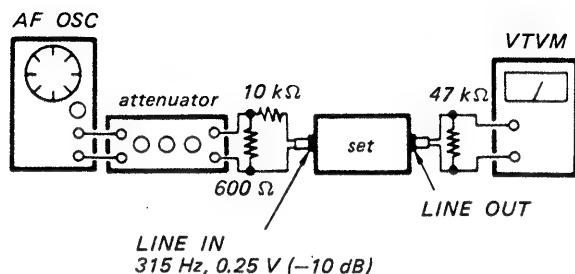 AF OSC
VTVM
attenuator
10 kΩ
47 kΩ
set
600 Ω
LINE OUT
LINE IN
315 Hz, 0.25 V (−10 dB)